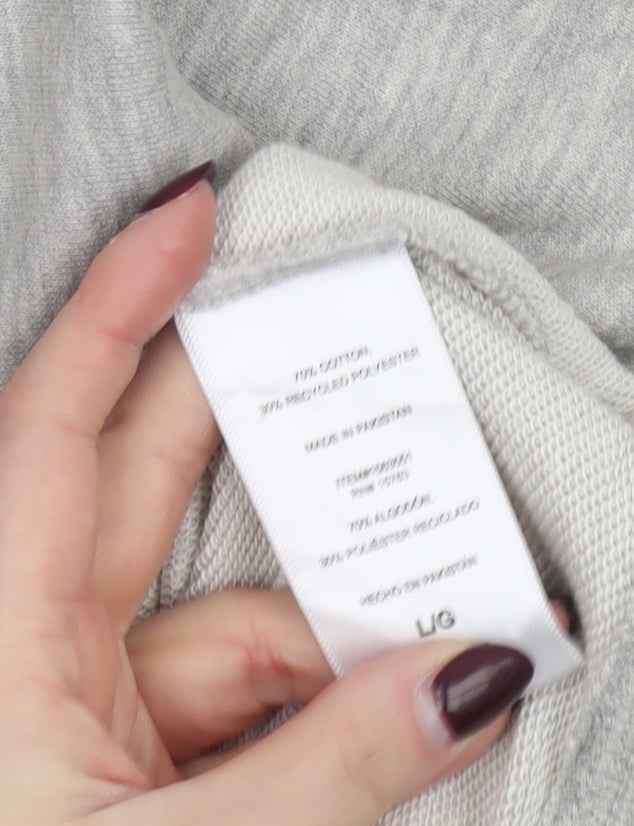 70% COTTON,
30% RECYCLED POLYESTER
MADE IN PAKISTAN
70% ALGODÓN,
30% POLIÉSTER RECICLADO
HECHO EN PAKISTAN
L/G